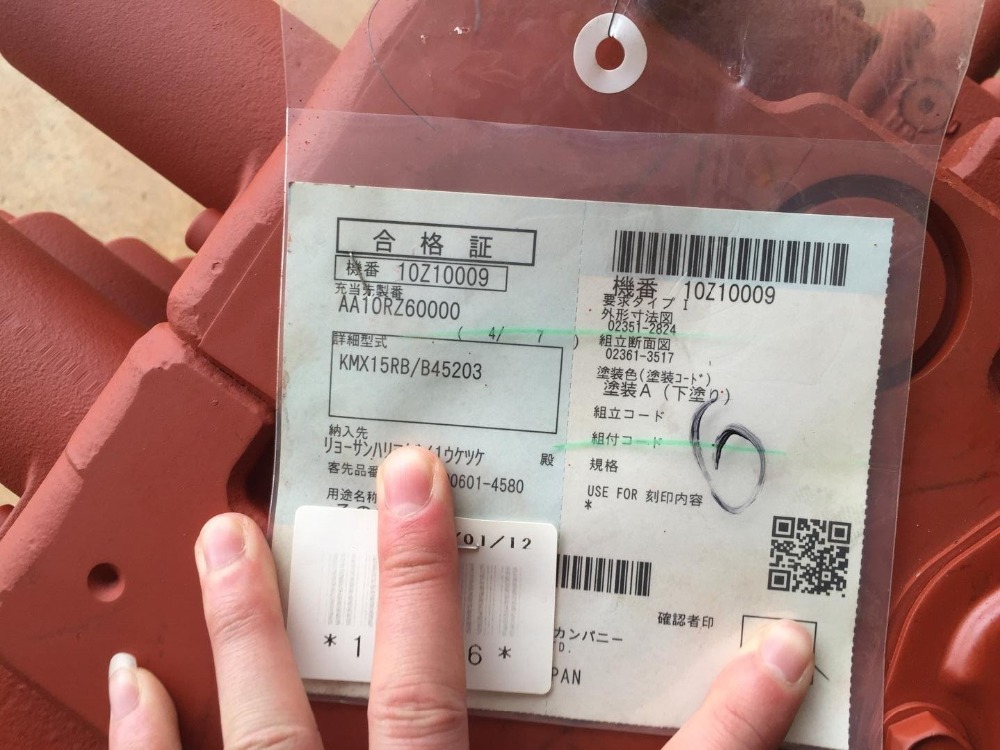 合格証
機番 10Z10009
充当先製番
AA10RZ60000
( 4/ 7 )
詳細型式
KMX15RB/B45203
納入先
リョーサンハリ
1ウケツケ 殿
客先品番
0601-4580
用途名称
/01/12
*1
6*
機番 10Z10009
要求タイプ I
外形寸法図
02351-2824
組立断面図
02361-3517
塗装色(塗装ｺｰﾄﾞ)
塗装A (下塗り)
組立コード
組付コード
6
規格
USE FOR 刻印内容
*
確認者印
カンパニー
D.
PAN